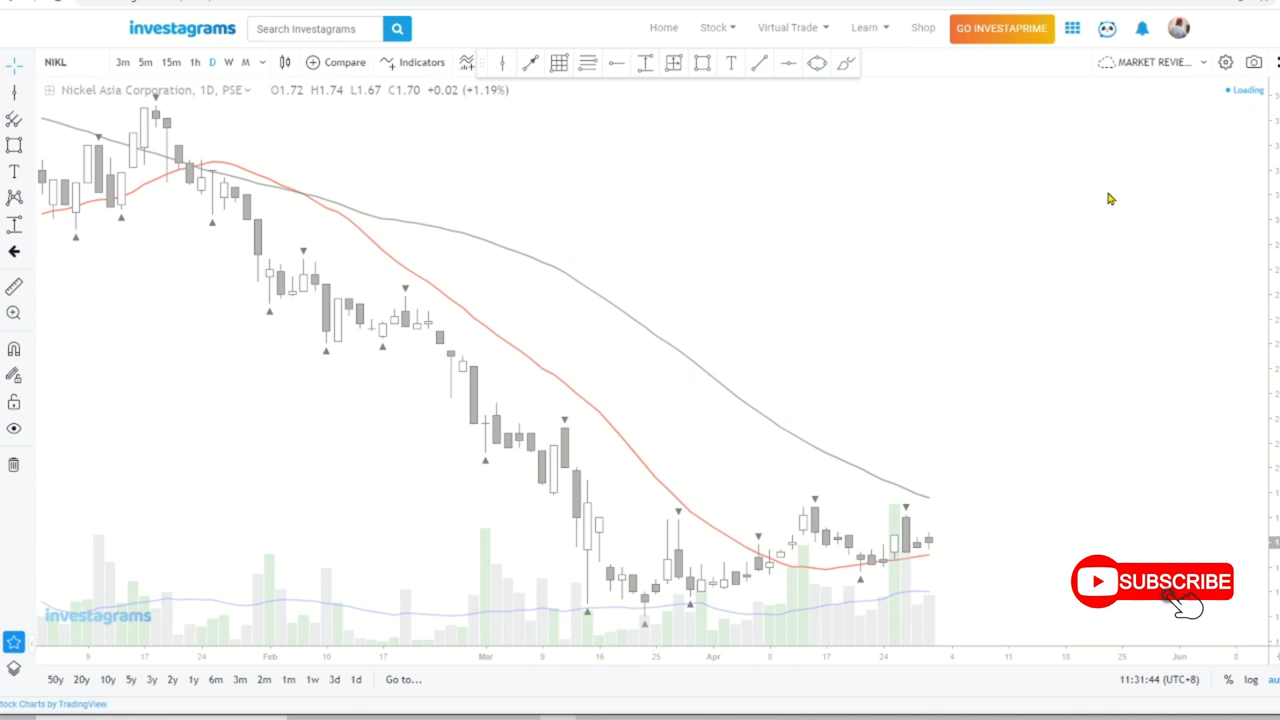 investagrams
Search Investagrams
Home
Stock
Virtual Trade
Learn
Shop
GO INVESTAPRIME
NIKL
3m 5m 15m 1h D W M
Compare
Indicators
MARKET REVIE...
Nickel Asia Corporation, 1D, PSE O1.72 H1.74 L1.67 C1.70 +0.02 (+1.19%)
Loading
SUBSCRIBE
investagrams
9 17 24 Feb 10 17 24 Mar 9 16 25 Apr 8 17 24 4 11 18 25 Jun 8
50y 20y 10y 5y 3y 2y 1y 6m 3m 2m 1m 1w 3d 1d Go to...
11:31:44 (UTC+8) % log
tock Charts by TradingView